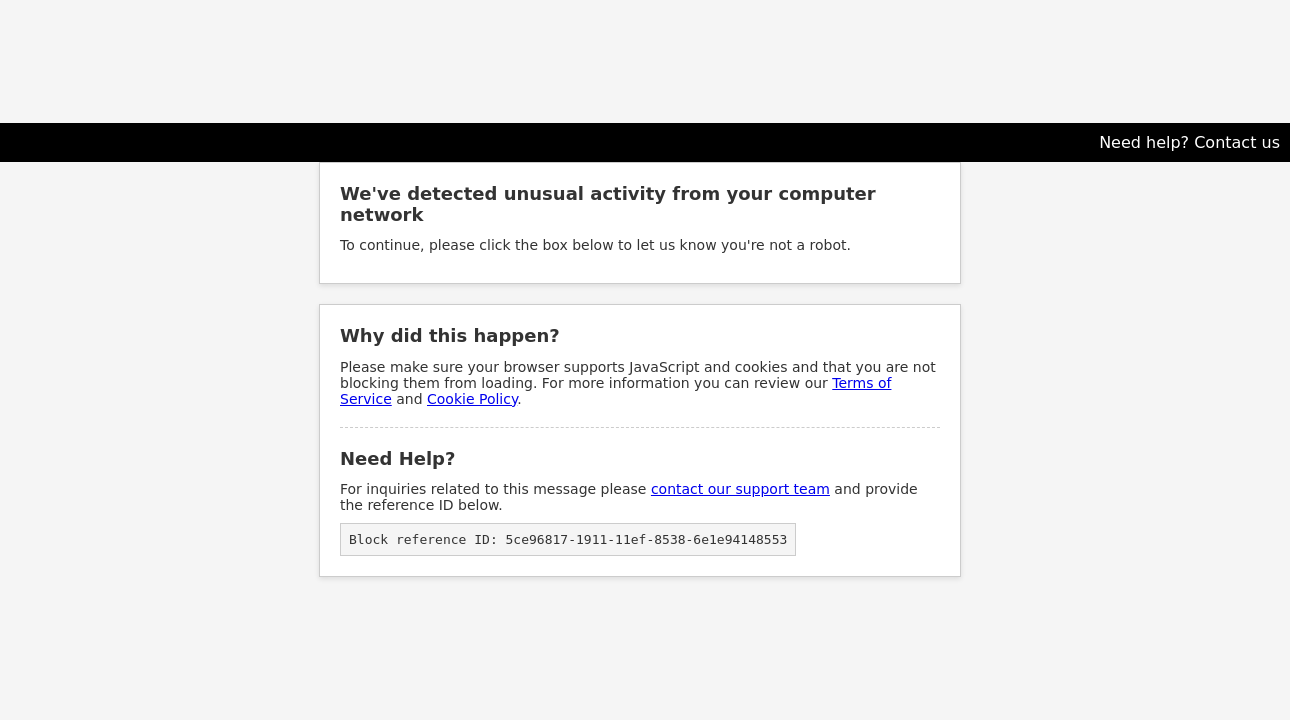 Need help? Contact us
We've detected unusual activity from your computer
network
To continue, please click the box below to let us know you're not a robot.
Why did this happen?
Please make sure your browser supports JavaScript and cookies and that you are not
blocking them from loading. For more information you can review our Terms of
Service and Cookie Policy.
Need Help?
For inquiries related to this message please contact our support team and provide
the reference ID below.
Block reference ID: 5ce96817-1911-11ef-8538-6e1e94148553